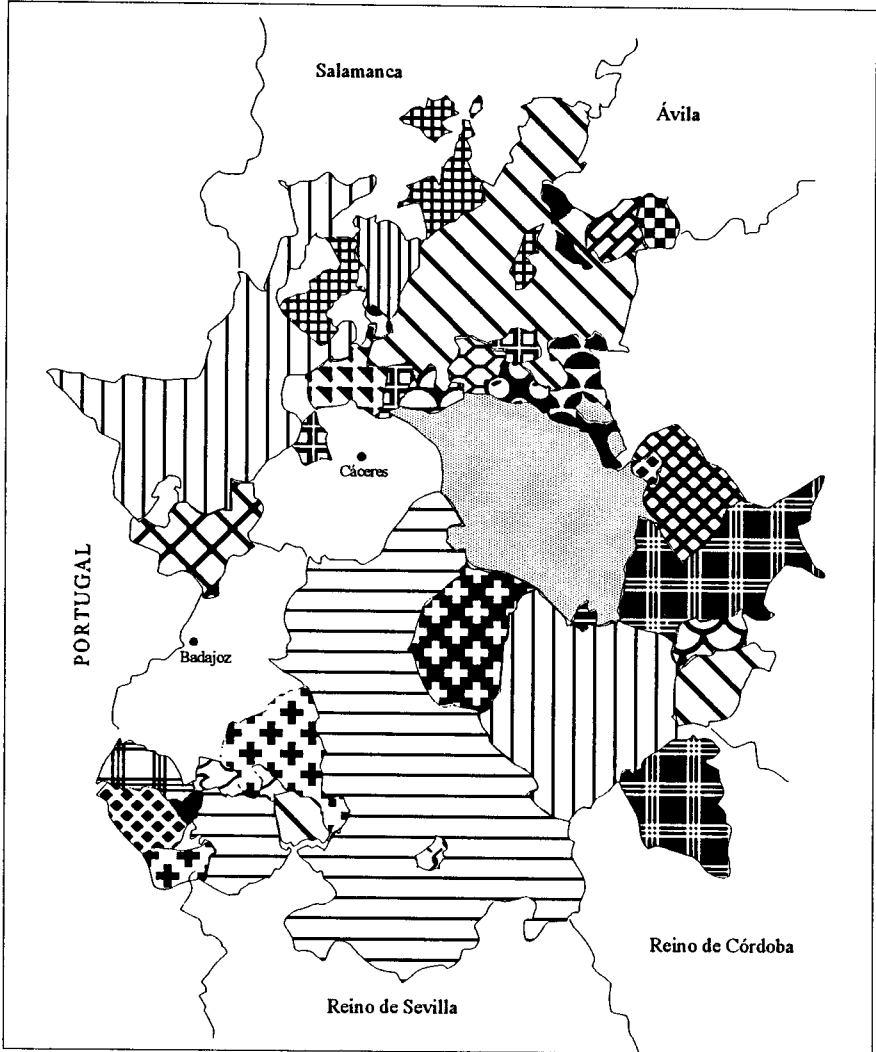 Salamanca
Ávila
Cáceres
PORTUGAL
Badajoz
Reino de Córdoba
Reino de Sevilla